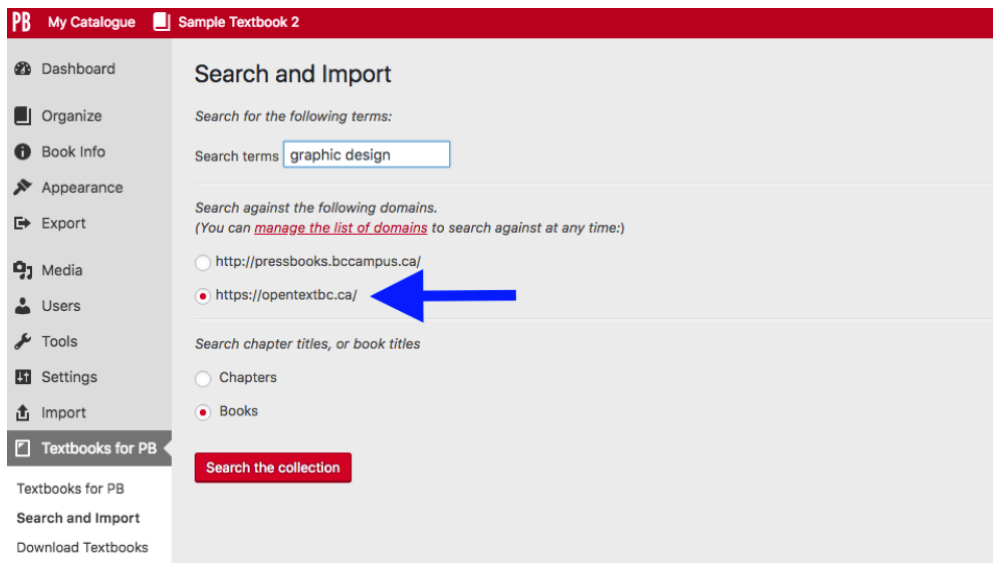 PB My Catalogue Sample Textbook 2
Dashboard
Organize
Book Info
Appearance
Export
Media
Users
Tools
Settings
Import
Textbooks for PB
Textbooks for PB
Search and Import
Download Textbooks
Search and Import
Search for the following terms:
Search terms graphic design
Search against the following domains.
(You can manage the list of domains to search against at any time:)
http://pressbooks.bccampus.ca/
https://opentextbc.ca/
Search chapter titles, or book titles
Chapters
Books
Search the collection